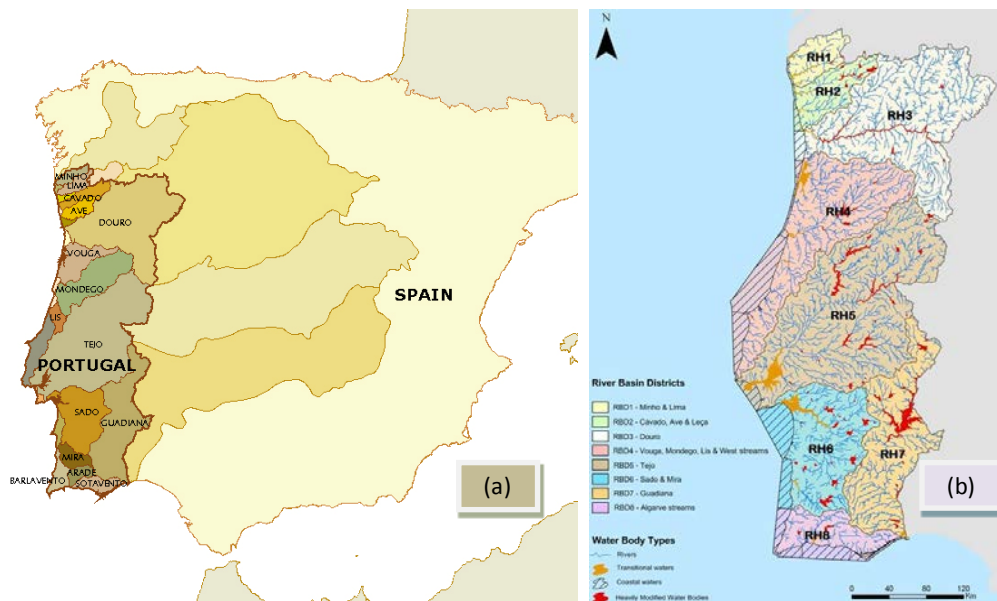 MINHO
LIMA
CAVADO
AVE
DOURO
VOUGA
MONDEGO
LIS
TEJO
SPAIN
PORTUGAL
SADO
GUADIANA
MIRA
ARADE
BARLAVENTO
SOTAVENTO
(a)
N
RH1
RH2
RH3
RH4
RH5
RH6
RH7
RH8
River Basin Districts
RBD1 - Minho & Lima
RBD2 - Cávado, Ave & Leça
RBD3 - Douro
RBD4 - Vouga, Mondego, Lis & West streams
RBD5 - Tejo
RBD6 - Sado & Mira
RBD7 - Guadiana
RBD8 - Algarve streams
Water Body Types
Rivers
Transitional waters
Coastal waters
Heavily Modified Water Bodies
(b)
0 40 80 120
Km